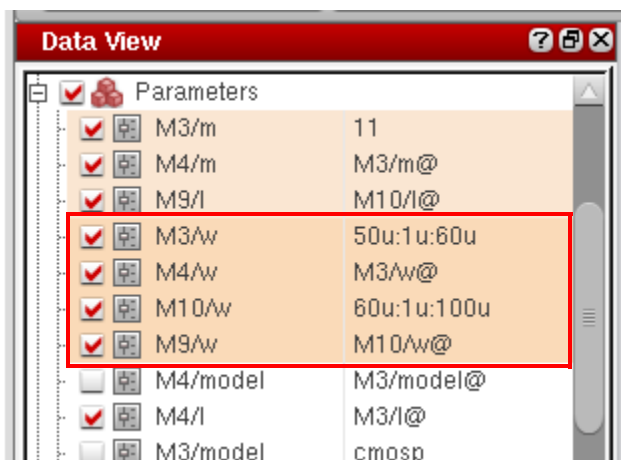 Data View
Parameters
M3/m 11
M4/m M3/m@
M9/l M10/l@
M3/w 50u:1u:60u
M4/w M3/w@
M10/w 60u:1u:100u
M9/w M10/w@
M4/model M3/model@
M4/l M3/l@
M3/model cmosp